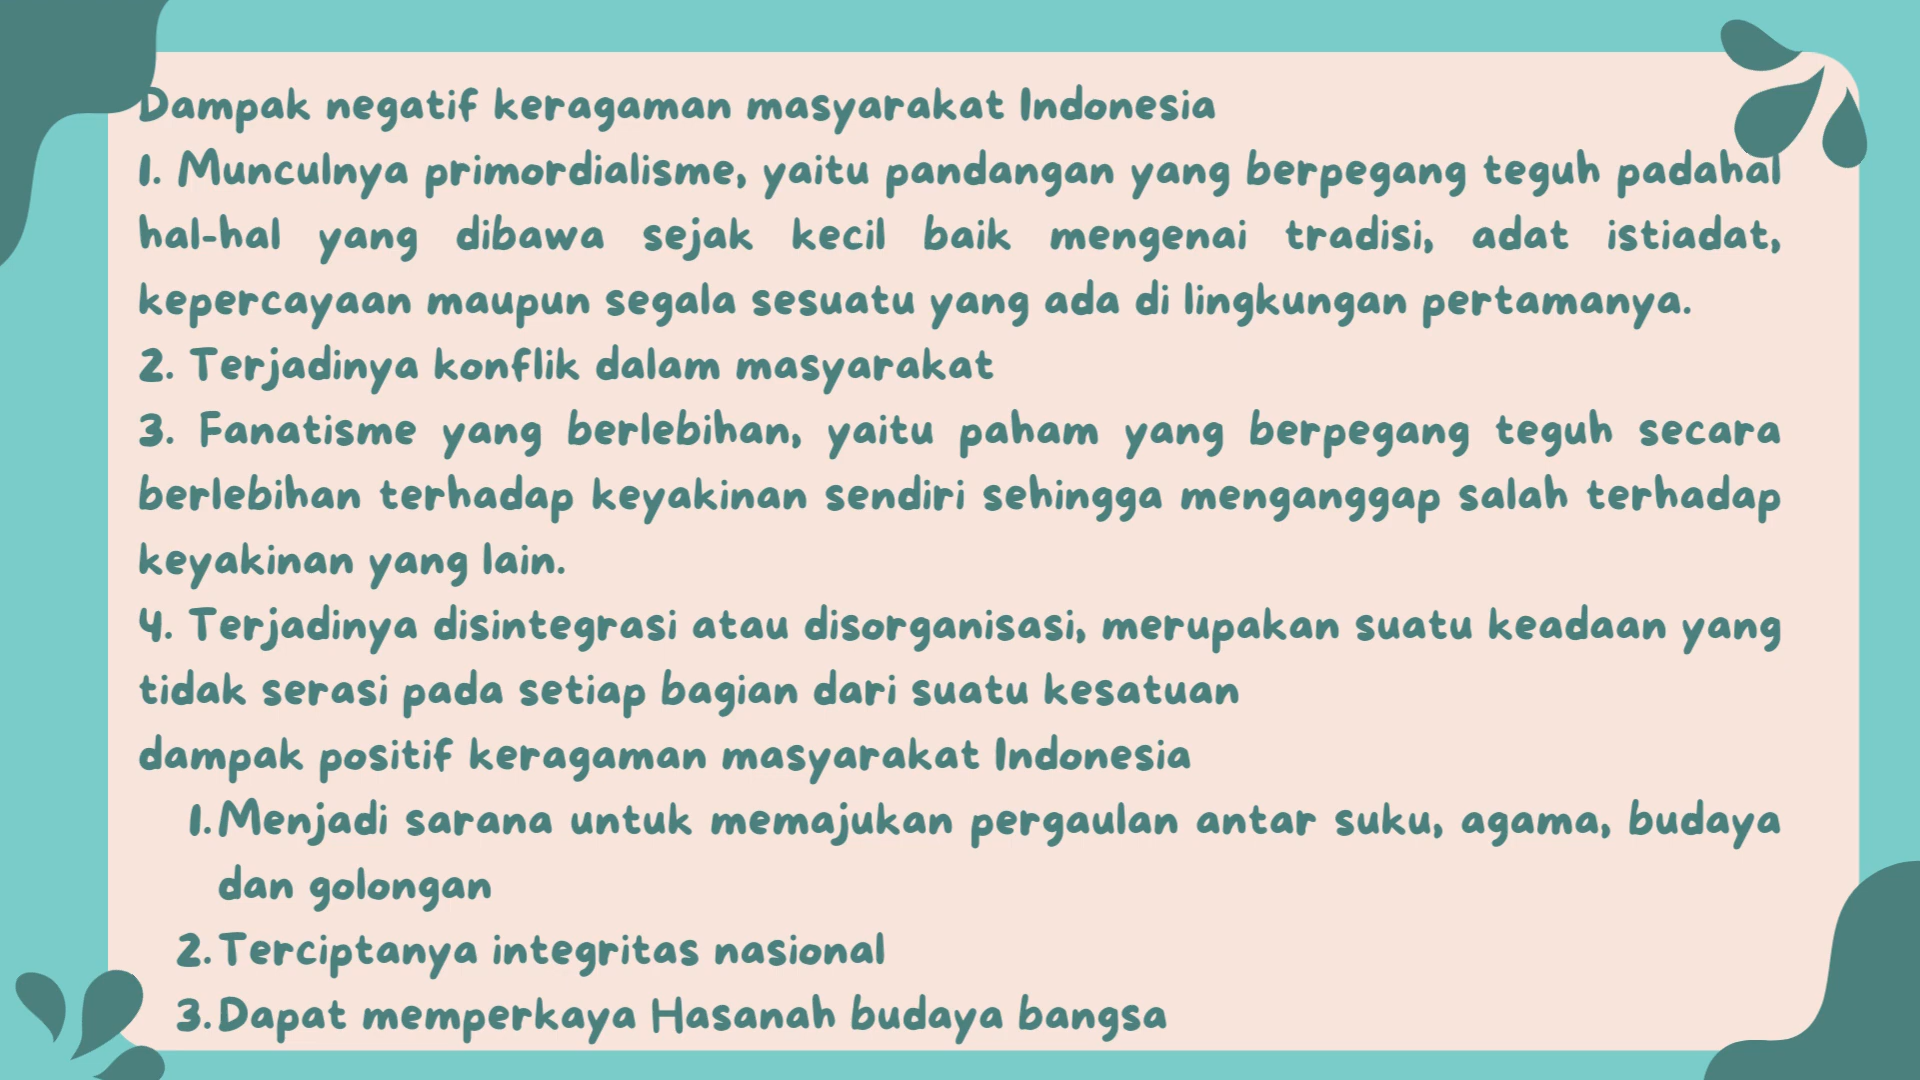 Dampak negatif keragaman masyarakat Indonesia
1. Munculnya primordialisme, yaitu pandangan yang berpegang teguh padahal
hal-hal yang dibawa sejak kecil baik mengenai tradisi, adat istiadat,
kepercayaan maupun segala sesuatu yang ada di lingkungan pertamanya.
2. Terjadinya konflik dalam masyarakat
3. Fanatisme yang berlebihan, yaitu paham yang berpegang teguh secara
berlebihan terhadap keyakinan sendiri sehingga menganggap salah terhadap
keyakinan yang lain.
4. Terjadinya disintegrasi atau disorganisasi, merupakan suatu keadaan yang
tidak serasi pada setiap bagian dari suatu kesatuan
dampak positif keragaman masyarakat Indonesia
1. Menjadi sarana untuk memajukan pergaulan antar suku, agama, budaya
dan golongan
2. Terciptanya integritas nasional
3. Dapat memperkaya Hasanah budaya bangsa